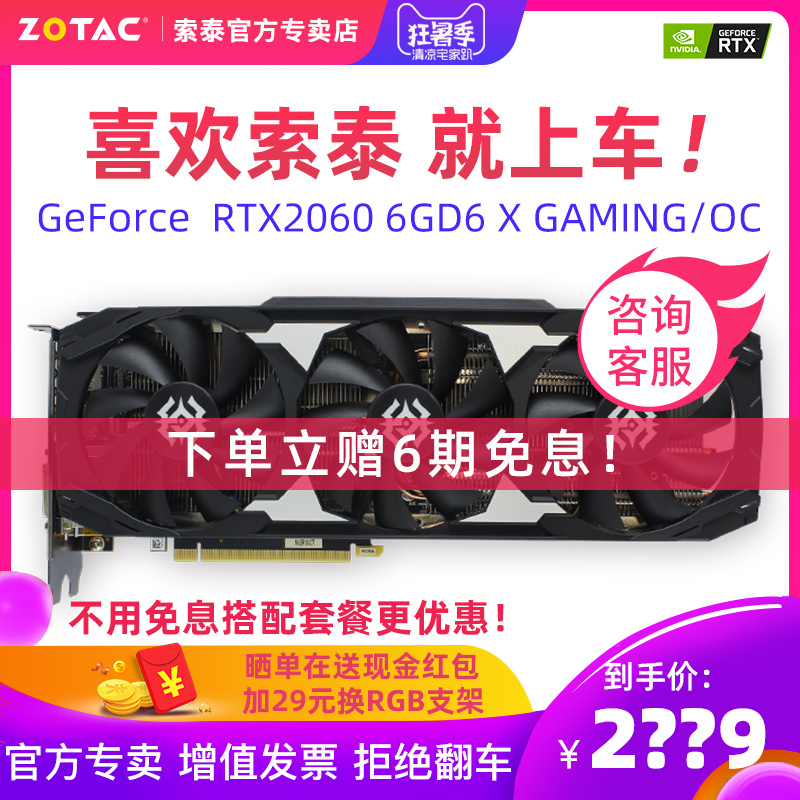 ZOTAC 索泰官方专卖店
狂暑季
清凉宅家趴
NVIDIA. GEFORCE RTX
喜欢索泰 就上车！
GeForce RTX2060 6GD6 X GAMING/OC
咨询
客服
下单立赠6期免息！
不用免息搭配套餐更优惠！
晒单在送现金红包
加29元换RGB支架
¥
到手价：
¥2??9
官方专卖 增值发票 拒绝翻车